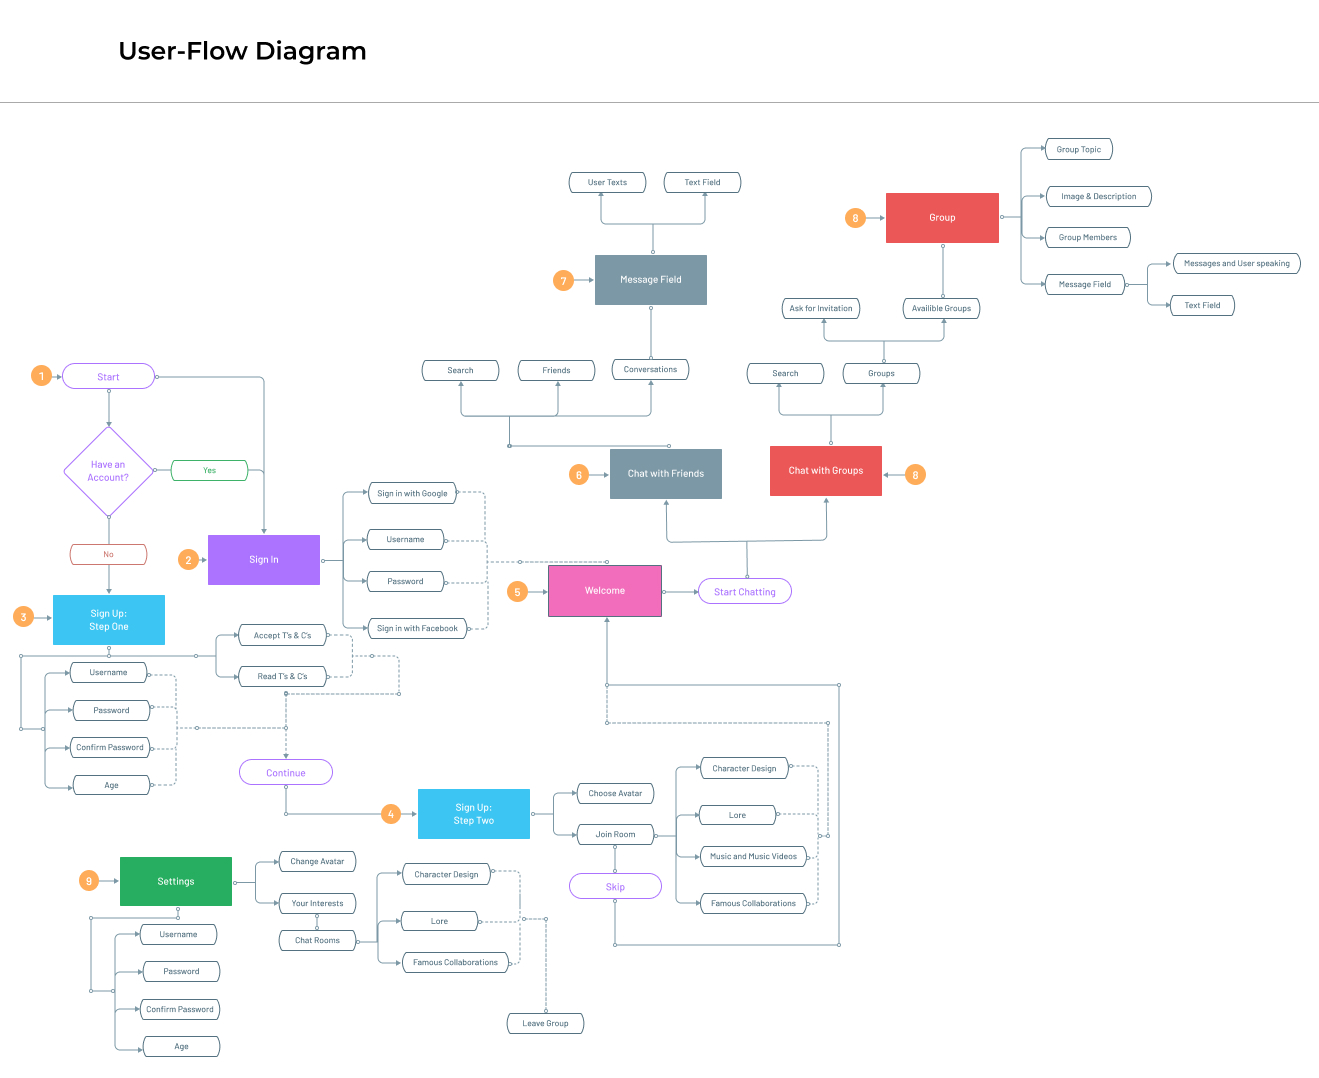 User-Flow Diagram
Group Topic
User Texts
Text Field
Image & Description
8
Group
Group Members
Messages and User speaking
7
Message Field
Message Field
Text Field
Ask for Invitation
Availible Groups
1
Start
Search
Friends
Conversations
Search
Groups
Have an
Account?
Yes
6
Chat with Friends
Chat with Groups
8
Sign in with Google
Username
No
2
Sign In
Password
5
Welcome
Start Chatting
3
Sign Up:
Step One
Sign in with Facebook
Accept T's & C's
Read T's & C's
Username
Password
Confirm Password
Age
Continue
4
Sign Up:
Step Two
Choose Avatar
Join Room
Skip
Character Design
Lore
Music and Music Videos
Famous Collaborations
9
Settings
Change Avatar
Your Interests
Chat Rooms
Character Design
Lore
Famous Collaborations
Leave Group
Username
Password
Confirm Password
Age